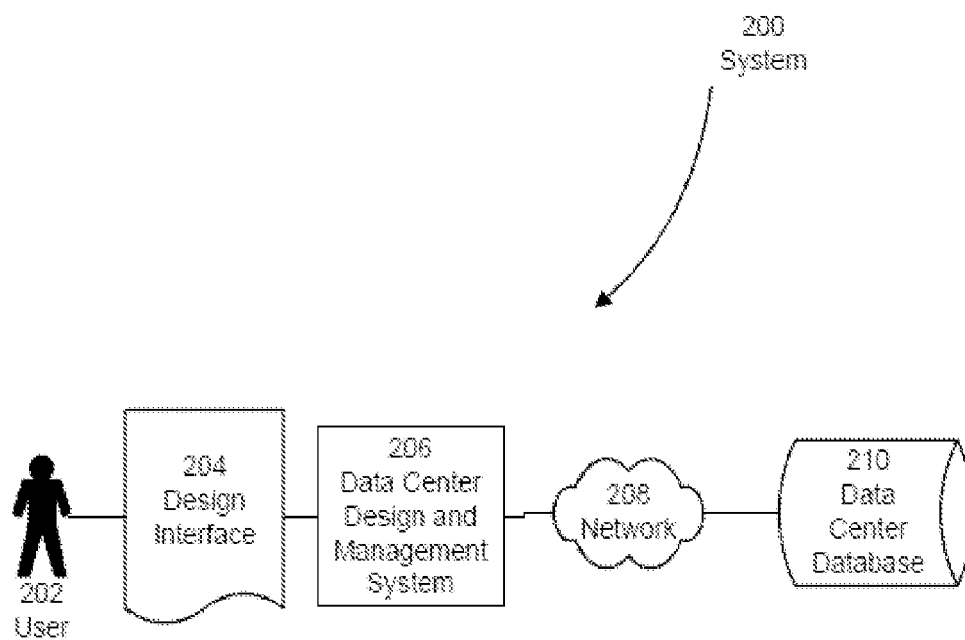 200
System
204
Design
Interface
206
Data Center
Design and
Management
System
208
Network
210
Data
Center
Database
202
User